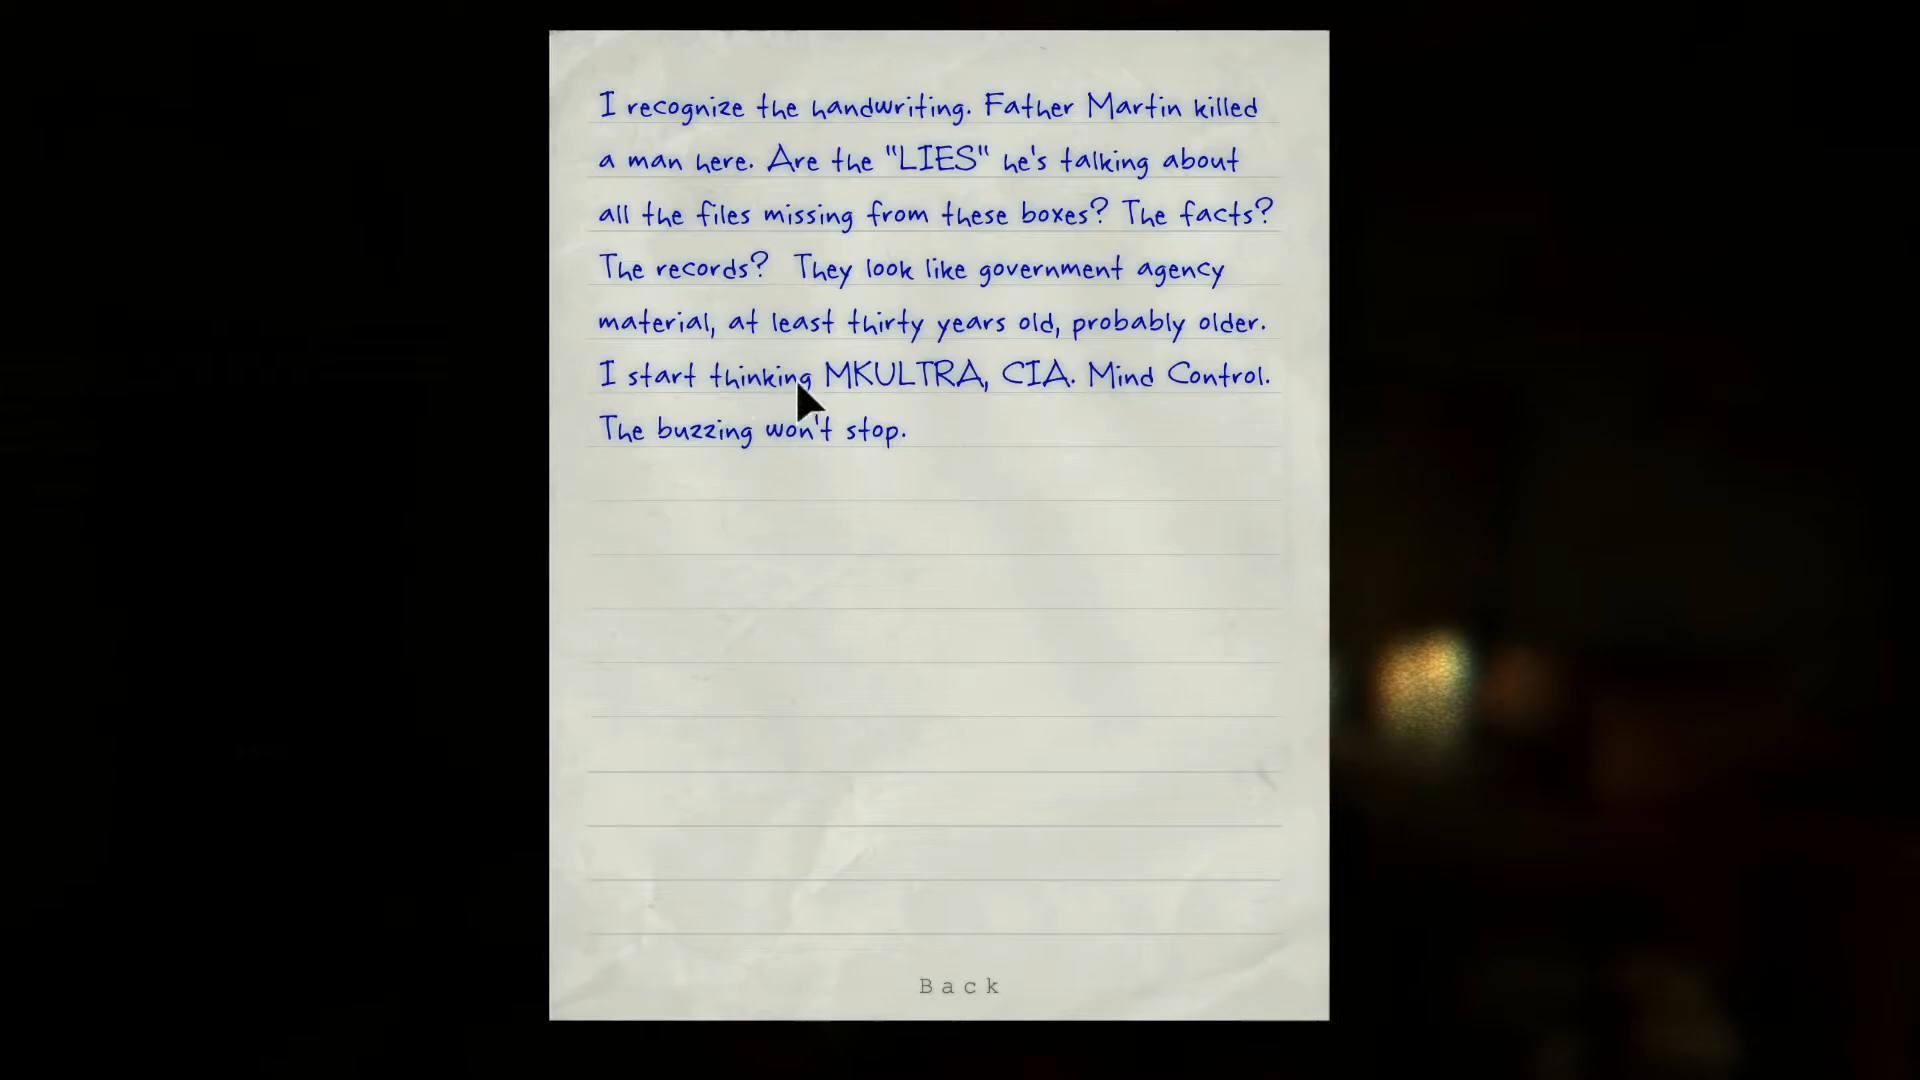 I recognize the handwriting. Father Martin killed
a man here. Are the "LIES" he's talking about
all the files missing from these boxes? The facts?
The records? They look like government agency
material, at least thirty years old, probably older.
I start thinking MKULTRA, CIA. Mind Control.
The buzzing won't stop.
Back